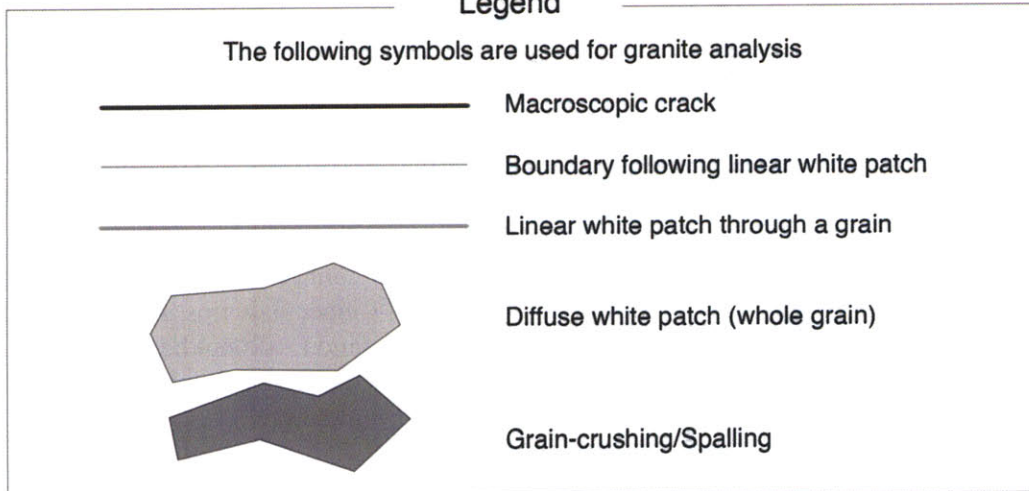 Legend
The following symbols are used for granite analysis
Macroscopic crack
Boundary following linear white patch
Linear white patch through a grain
Diffuse white patch (whole grain)
Grain-crushing/Spalling